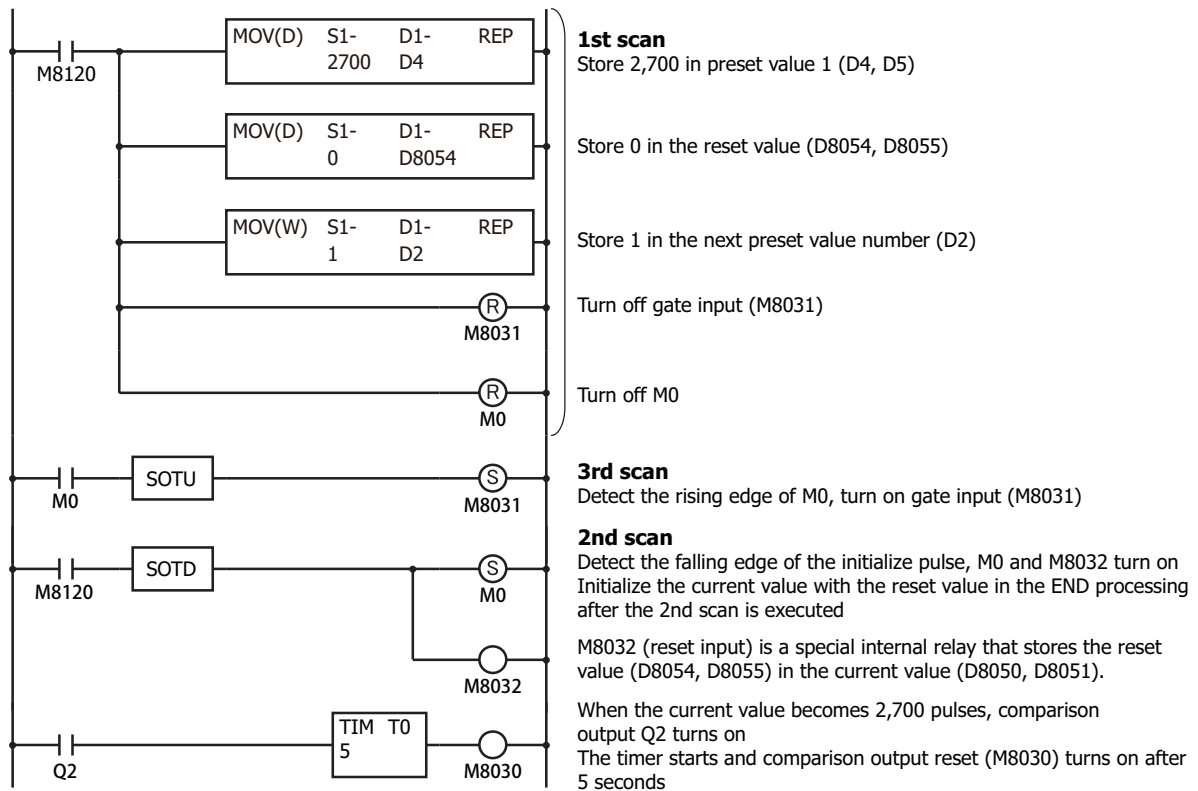 MOV(D) S1- D1- REP
2700 D4
M8120
1st scan
Store 2,700 in preset value 1 (D4, D5)
MOV(D) S1- D1- REP
0 D8054
Store 0 in the reset value (D8054, D8055)
MOV(W) S1- D1- REP
1 D2
Store 1 in the next preset value number (D2)
R
M8031
Turn off gate input (M8031)
R
M0
Turn off M0
M0
SOTU
S
M8031
3rd scan
Detect the rising edge of M0, turn on gate input (M8031)
M8120
SOTD
S
M0
M8032
2nd scan
Detect the falling edge of the initialize pulse, M0 and M8032 turn on
Initialize the current value with the reset value in the END processing
after the 2nd scan is executed
M8032 (reset input) is a special internal relay that stores the reset
value (D8054, D8055) in the current value (D8050, D8051).
Q2
TIM T0
5
M8030
When the current value becomes 2,700 pulses, comparison
output Q2 turns on
The timer starts and comparison output reset (M8030) turns on after
5 seconds